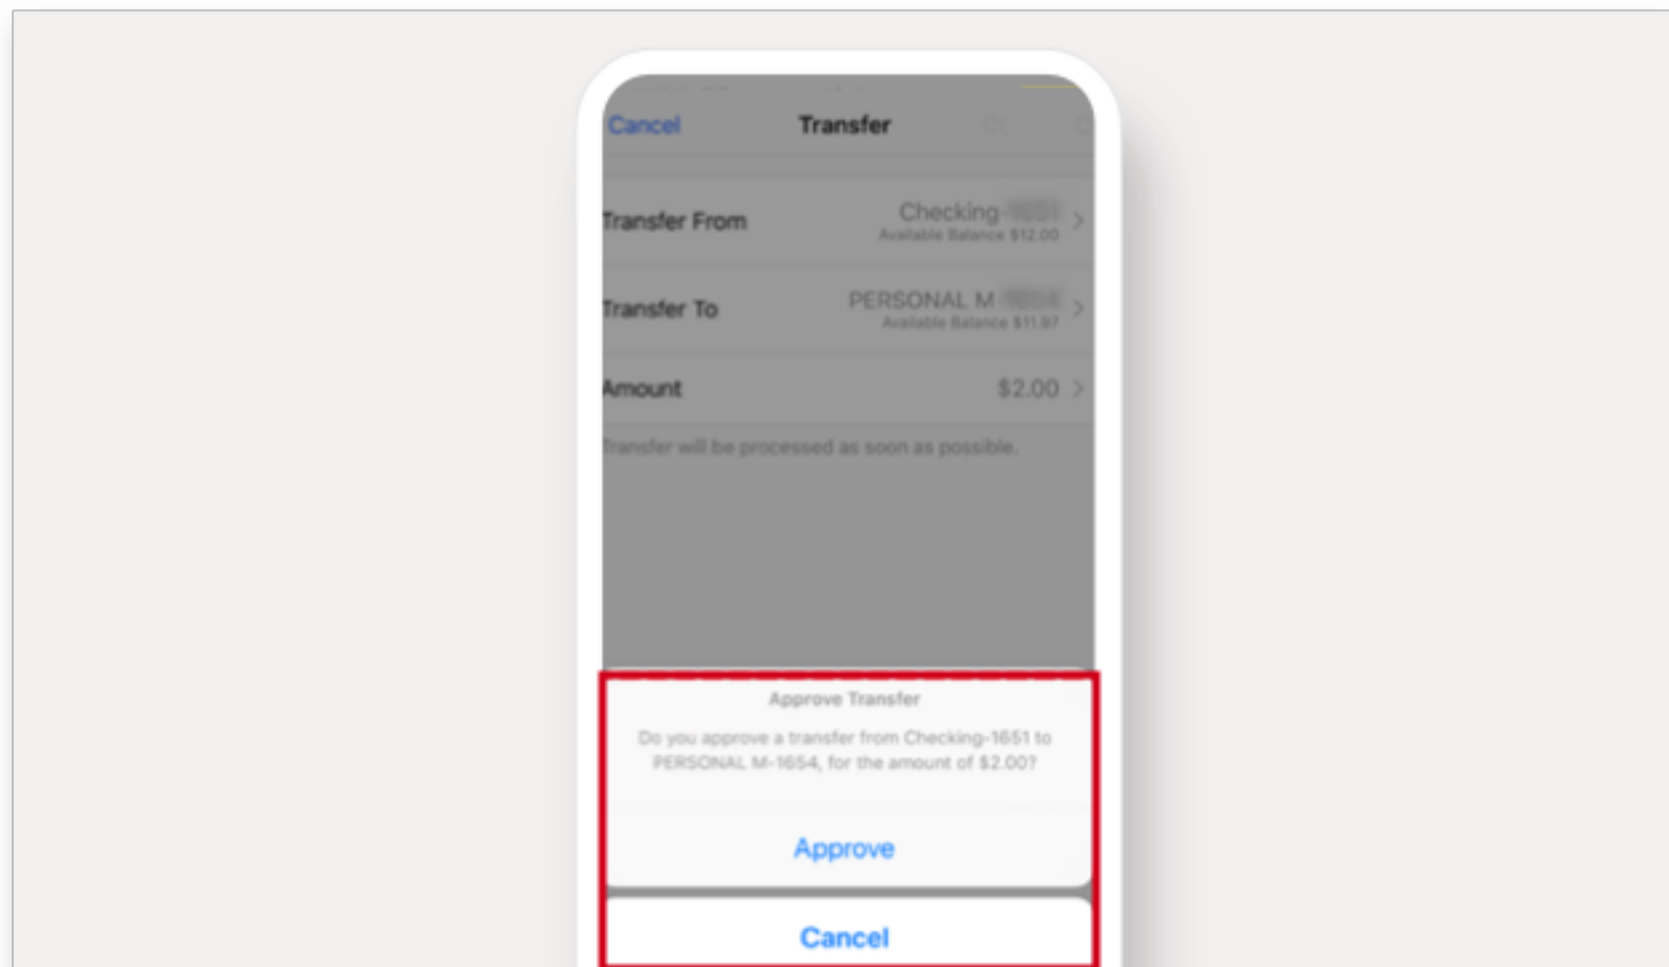 Cancel
Transfer
Transfer From
Checking-
Available Balance $12.00
Transfer To
PERSONAL M
Available Balance $11.97
Amount
$2.00
Transfer will be processed as soon as possible.
Approve Transfer
Do you approve a transfer from Checking-1651 to
PERSONAL M-1654, for the amount of $2.00?
Approve
Cancel